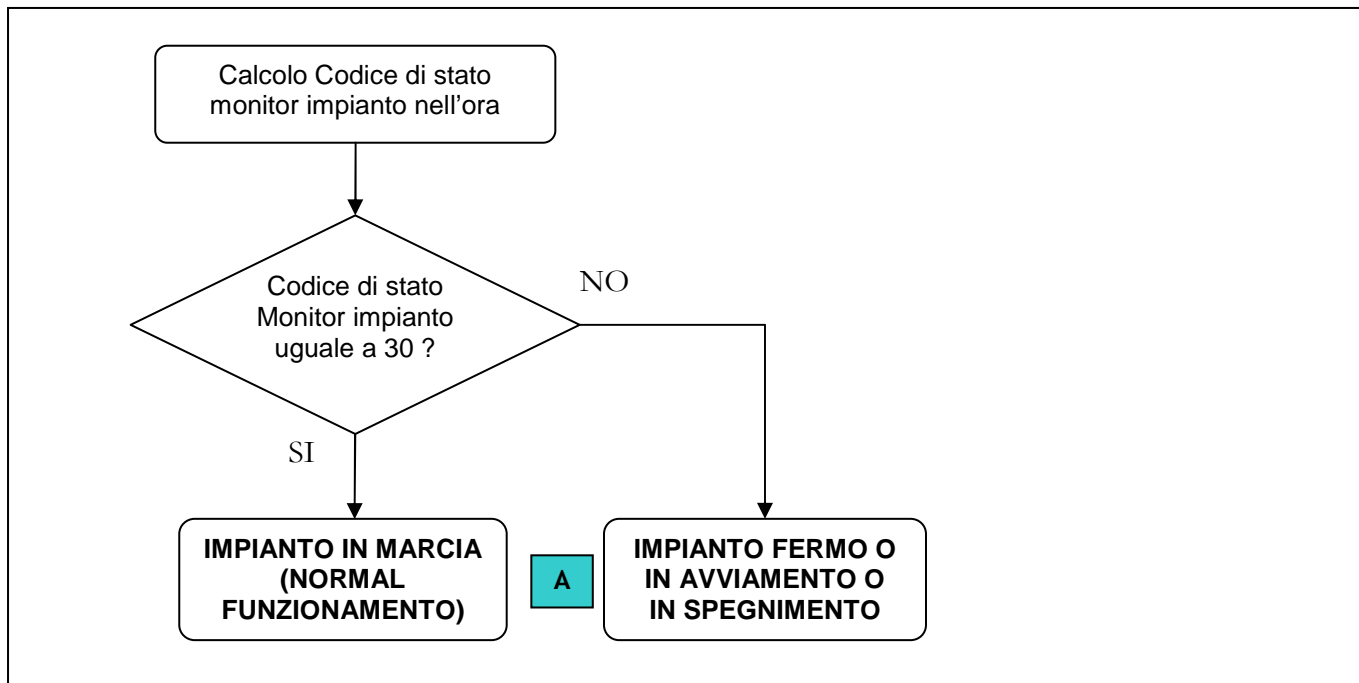 Calcolo Codice di stato
monitor impianto nell'ora
Codice di stato
Monitor impianto
uguale a 30 ?
NO
SI
IMPIANTO IN MARCIA
(NORMAL
FUNZIONAMENTO)
A
IMPIANTO FERMO O
IN AVVIAMENTO O
IN SPEGNIMENTO